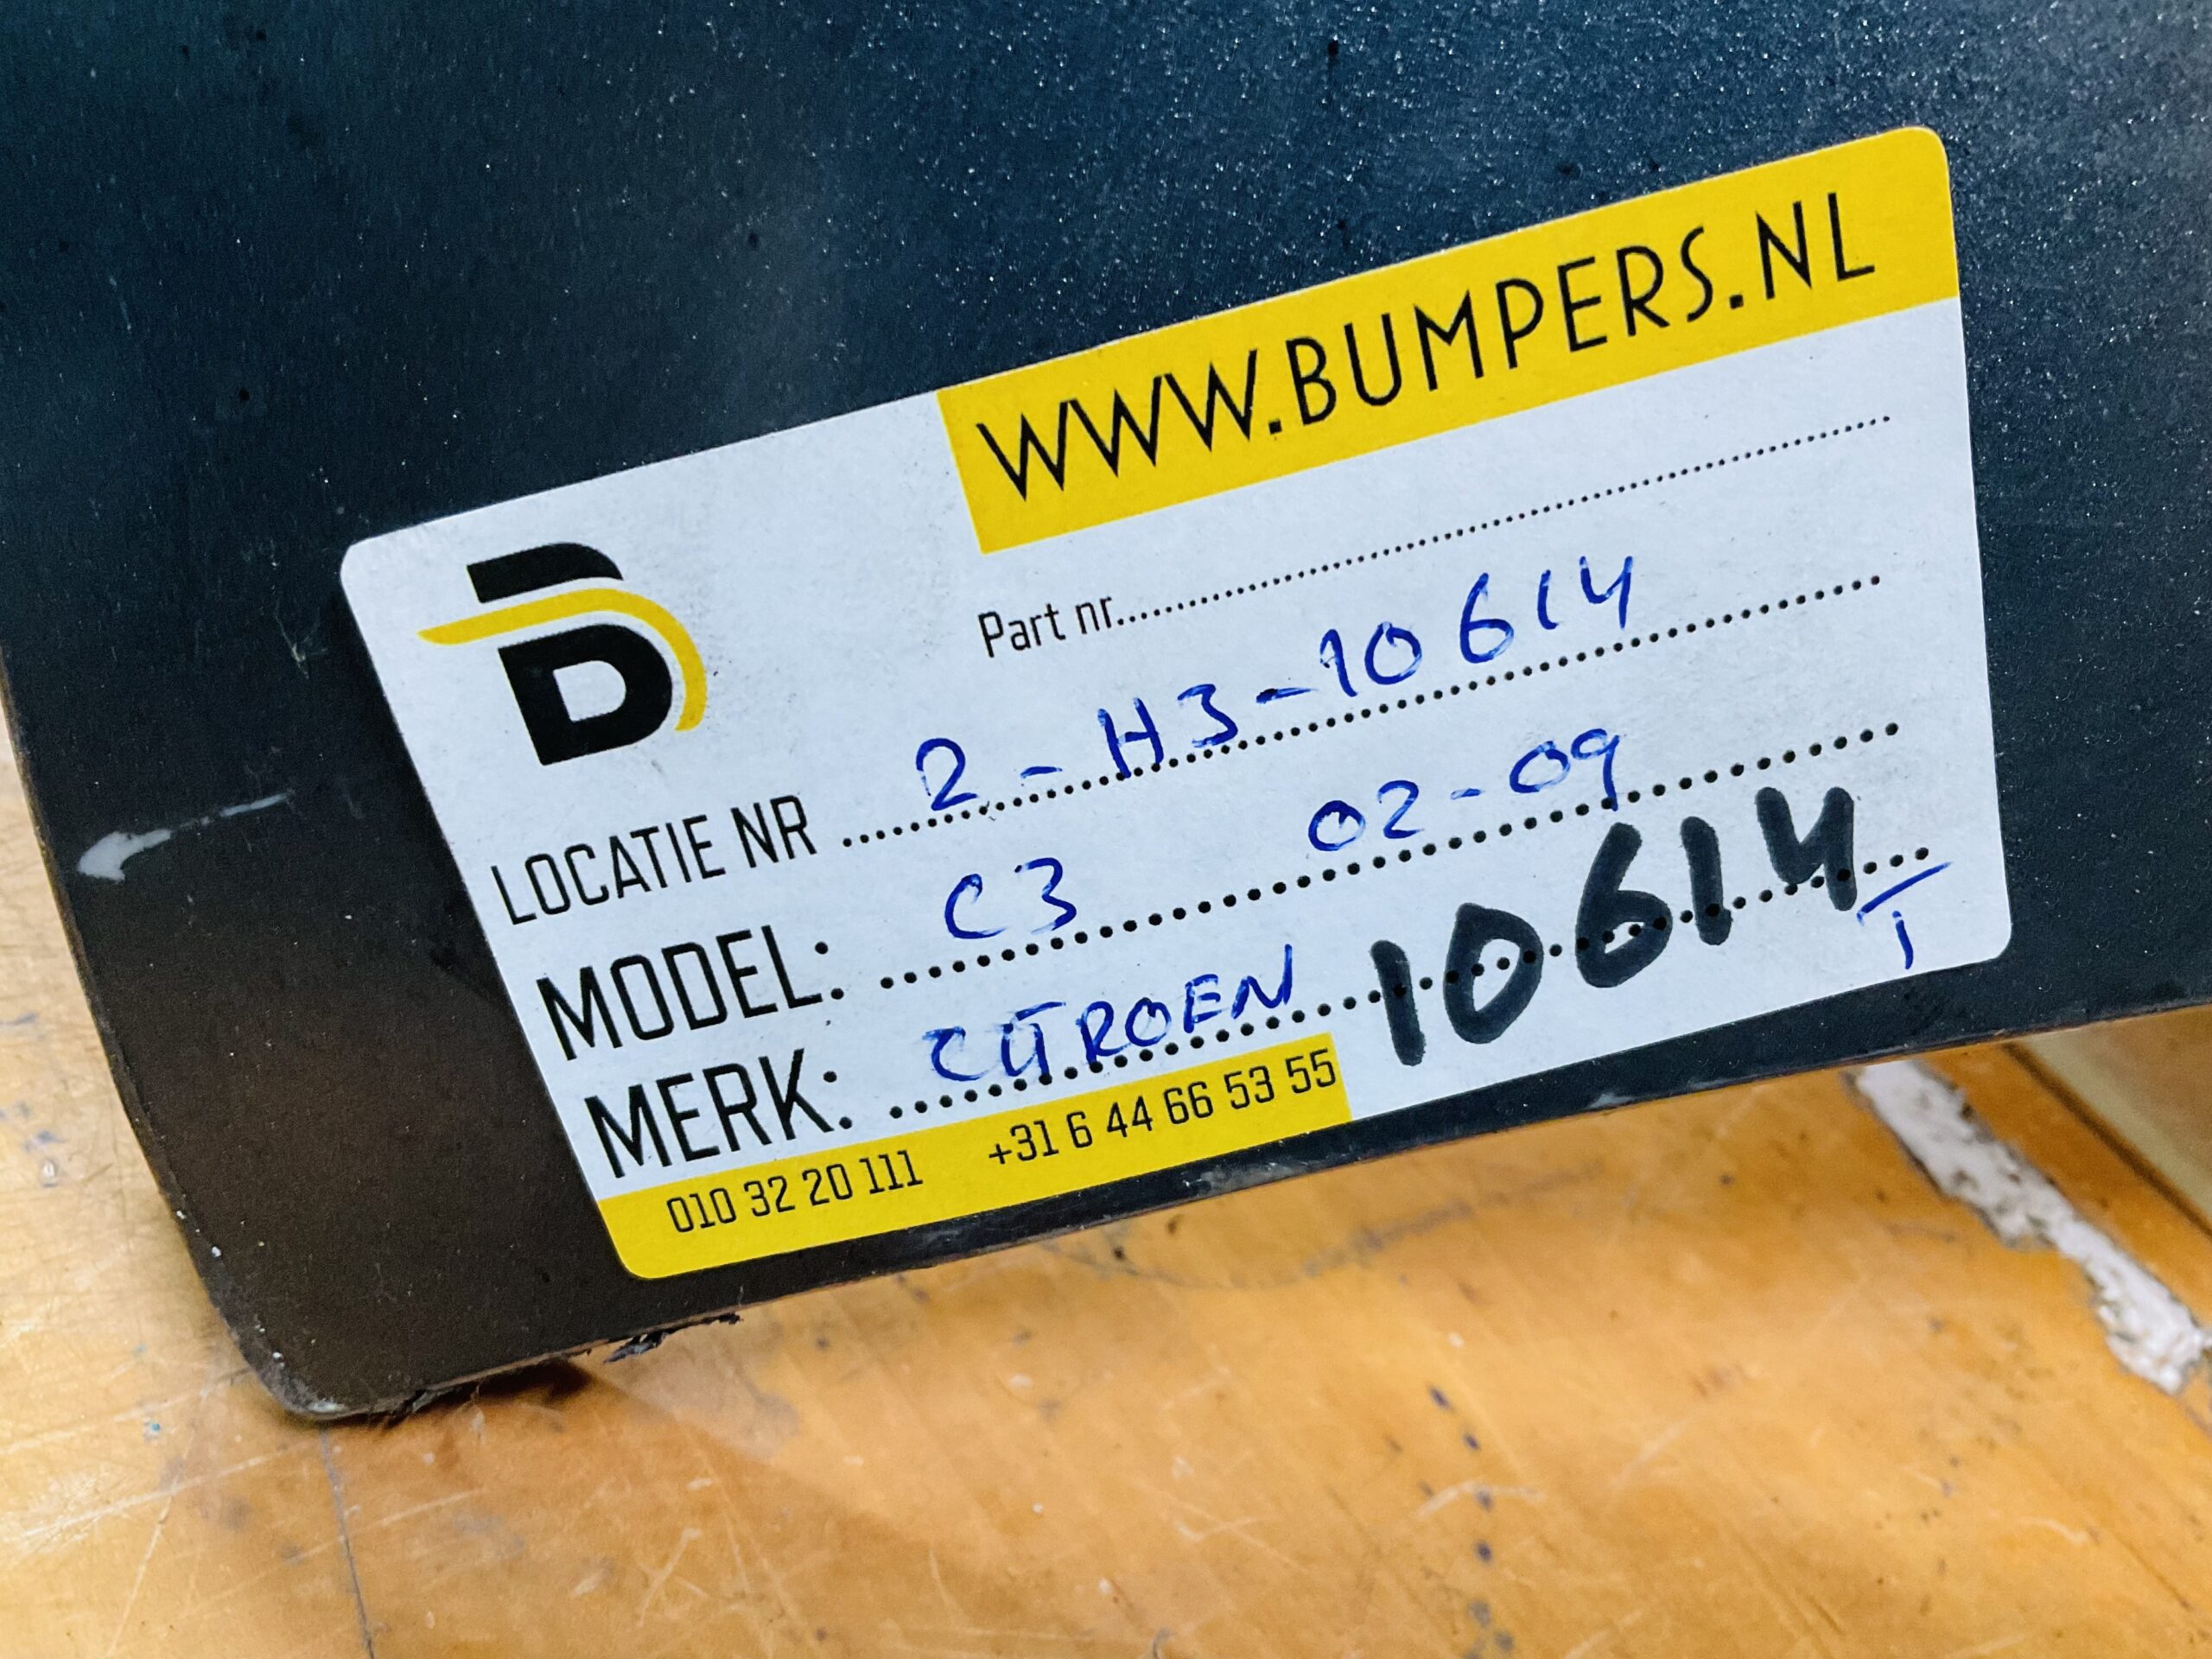 WWW.BUMPERS.NL
B
Part nr.
LOCATIE NR 2-H3-10614
MODEL: C3 02-09
MERK: CITROEN 10614
010 32 20 111 +31 6 44 66 53 55